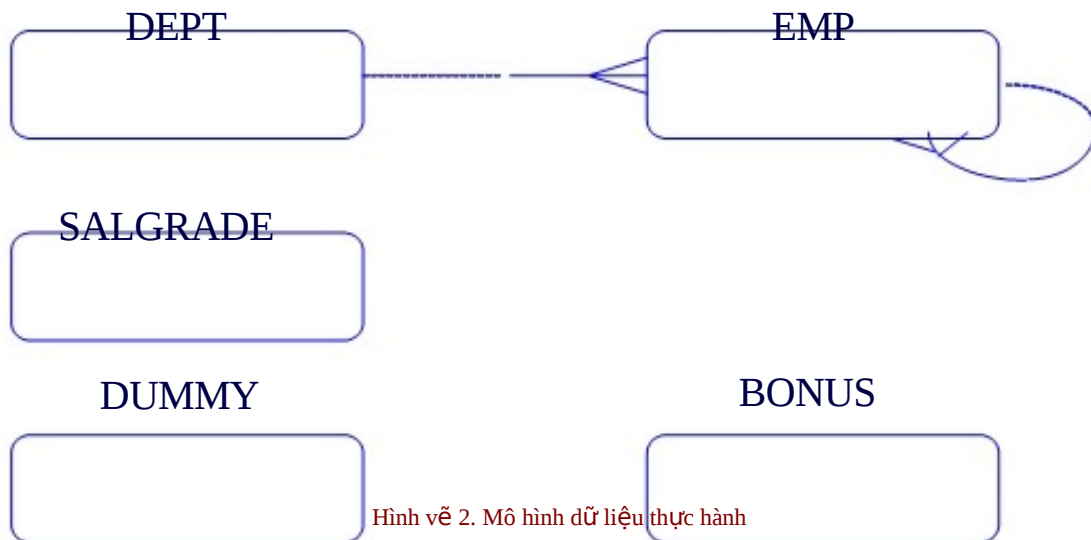 DEPT
EMP
SALGRADE
DUMMY
BONUS
Hình vẽ 2. Mô hình dữ liệu thực hành